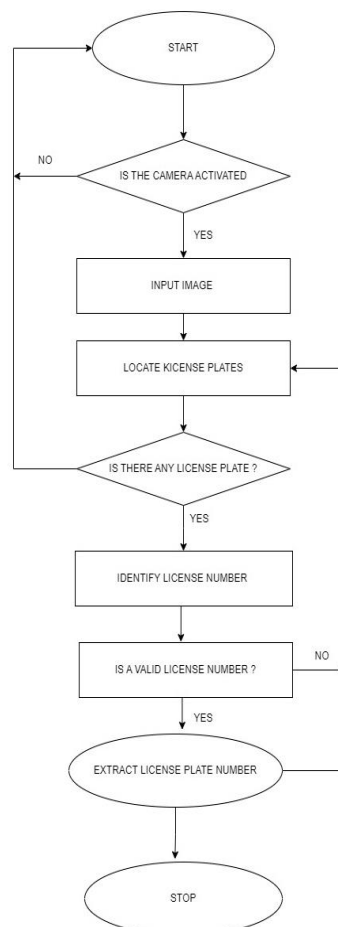 START
NO
IS THE CAMERA ACTIVATED
YES
INPUT IMAGE
LOCATE KICENSE PLATES
IS THERE ANY LICENSE PLATE ?
YES
IDENTIFY LICENSE NUMBER
NO
IS A VALID LICENSE NUMBER ?
YES
EXTRACT LICENSE PLATE NUMBER
STOP